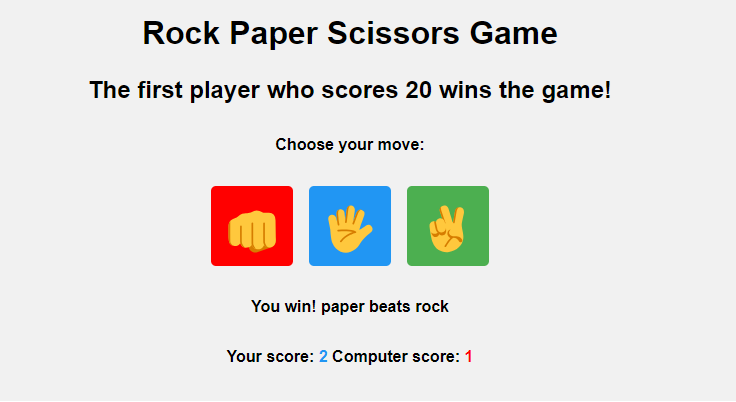 Rock Paper Scissors Game
The first player who scores 20 wins the game!
Choose your move:
You win! paper beats rock
Your score: 2 Computer score: 1